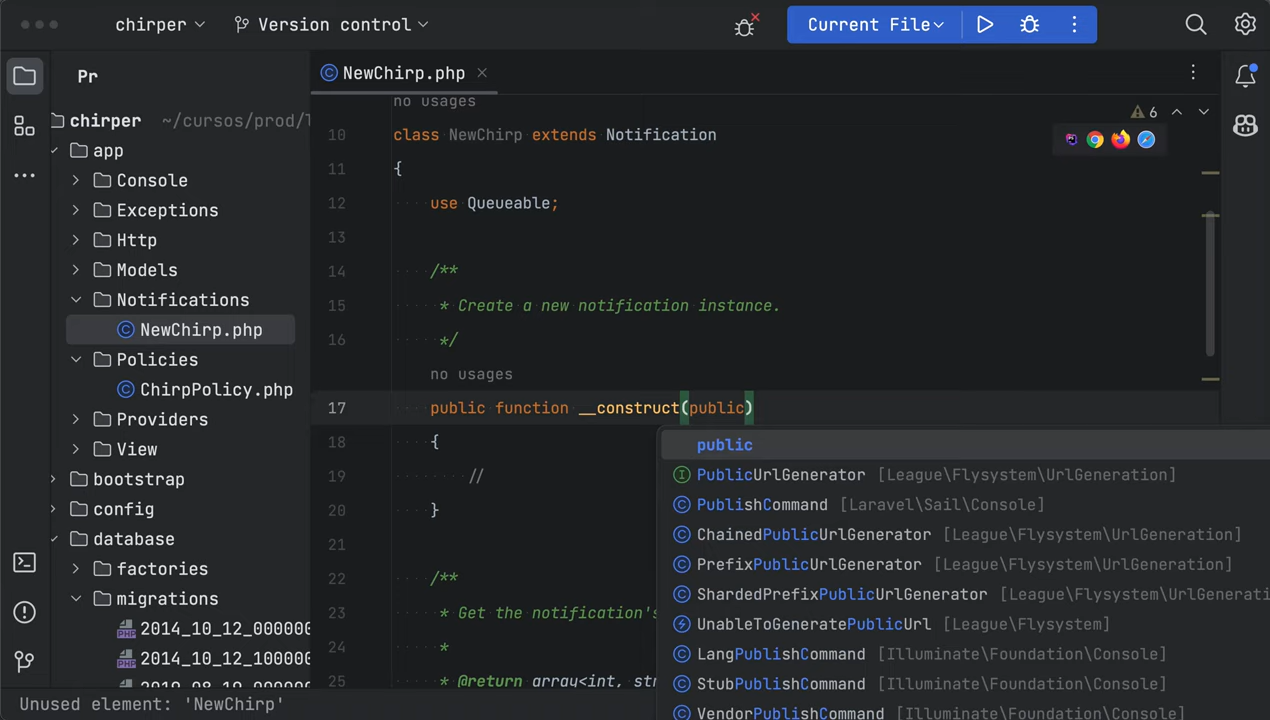 chirper
Version control
Current File
Pr
NewChirp.php
chirper ~/cursos/prod/
app
Console
Exceptions
Http
Models
Notifications
NewChirp.php
Policies
ChirpPolicy.php
Providers
View
bootstrap
config
database
factories
migrations
PHP 2014_10_12_000000
PHP 2014_10_12_100000
no usages
6
10 class NewChirp extends Notification
11 {
12 use Queueable;
13
14 /**
15 * Create a new notification instance.
16 */
no usages
17 public function __construct(public)
18 {
19 //
20 }
21
22 /**
23 * Get the notification's
24 *
25 * @return array<int, str
public
PublicUrlGenerator [League\Flysystem\UrlGeneration]
PublishCommand [Laravel\Sail\Console]
ChainedPublicUrlGenerator [League\Flysystem\UrlGeneration]
PrefixPublicUrlGenerator [League\Flysystem\UrlGeneration]
ShardedPrefixPublicUrlGenerator [League\Flysystem\UrlGenerati
UnableToGeneratePublicUrl [League\Flysystem]
LangPublishCommand [Illuminate\Foundation\Console]
StubPublishCommand [Illuminate\Foundation\Console]
VendorPublishCommand [Illuminate\Foundation\Console]
Unused element: 'NewChirp'